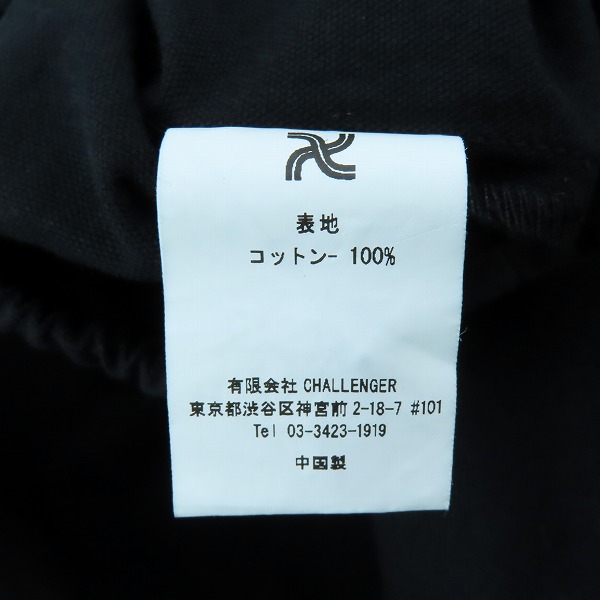 表地
コットン- 100%
有限会社 CHALLENGER
東京都渋谷区神宮前 2-18-7 #101
Tel 03-3423-1919
中国製